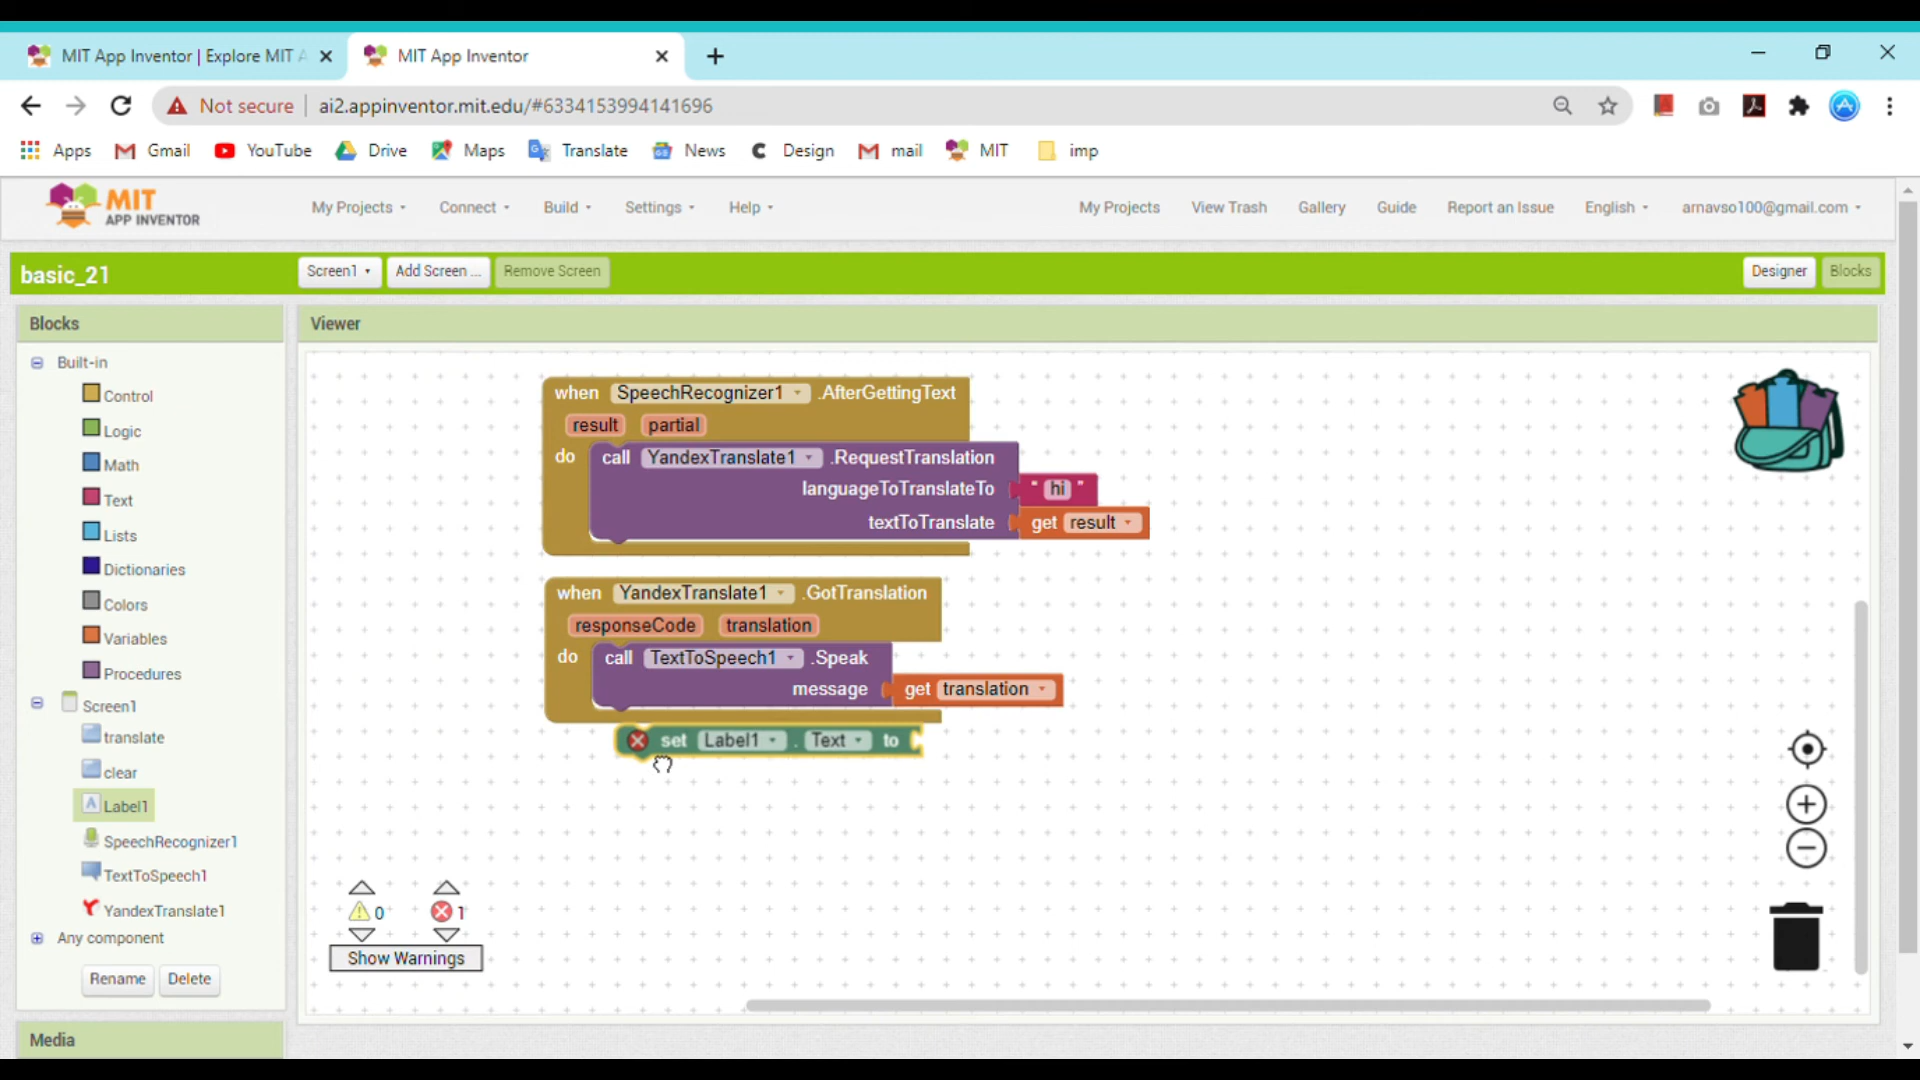 MIT App Inventor | Explore MIT A
MIT App Inventor
Not secure
ai2.appinventor.mit.edu/#6334153994141696
Apps
Gmail
YouTube
Drive
Maps
Translate
News
Design
mail
MIT
imp
MIT
APP INVENTOR
My Projects
Connect
Build
Settings
Help
My Projects
View Trash
Gallery
Guide
Report an Issue
English
arnavso100@gmail.com
basic_21
Screen1
Add Screen ...
Remove Screen
Designer
Blocks
Blocks
Built-in
Control
Logic
Math
Text
Lists
Dictionaries
Colors
Variables
Procedures
Screen1
translate
clear
Label1
SpeechRecognizer1
TextToSpeech1
YandexTranslate1
Any component
Rename
Delete
Media
Viewer
when SpeechRecognizer1 .AfterGettingText
result partial
do call YandexTranslate1 .RequestTranslation
languageToTranslateTo " hi "
textToTranslate get result
when YandexTranslate1 .GotTranslation
responseCode translation
do call TextToSpeech1 .Speak
message get translation
set Label1 . Text to
0
1
Show Warnings